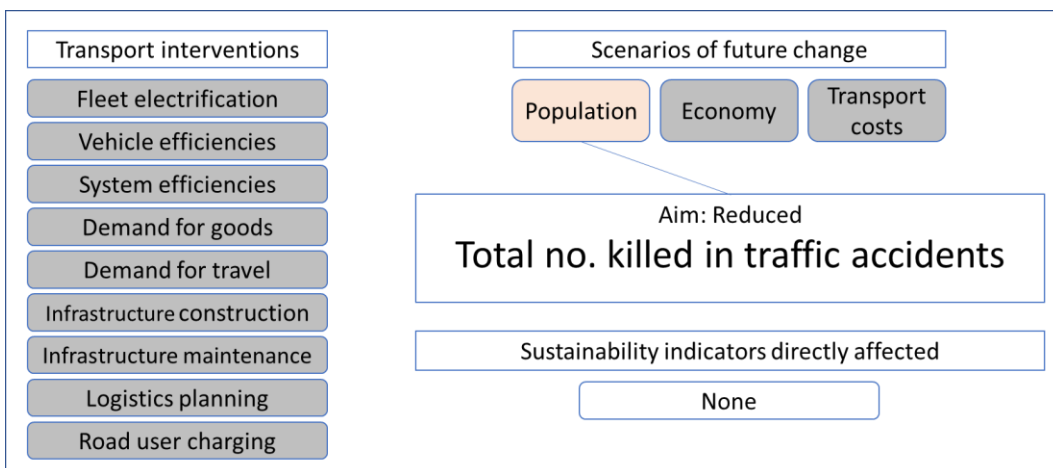 Transport interventions
Fleet electrification
Vehicle efficiencies
System efficiencies
Demand for goods
Demand for travel
Infrastructure construction
Infrastructure maintenance
Logistics planning
Road user charging
Scenarios of future change
Population
Economy
Transport
costs
Aim: Reduced
Total no. killed in traffic accidents
Sustainability indicators directly affected
None